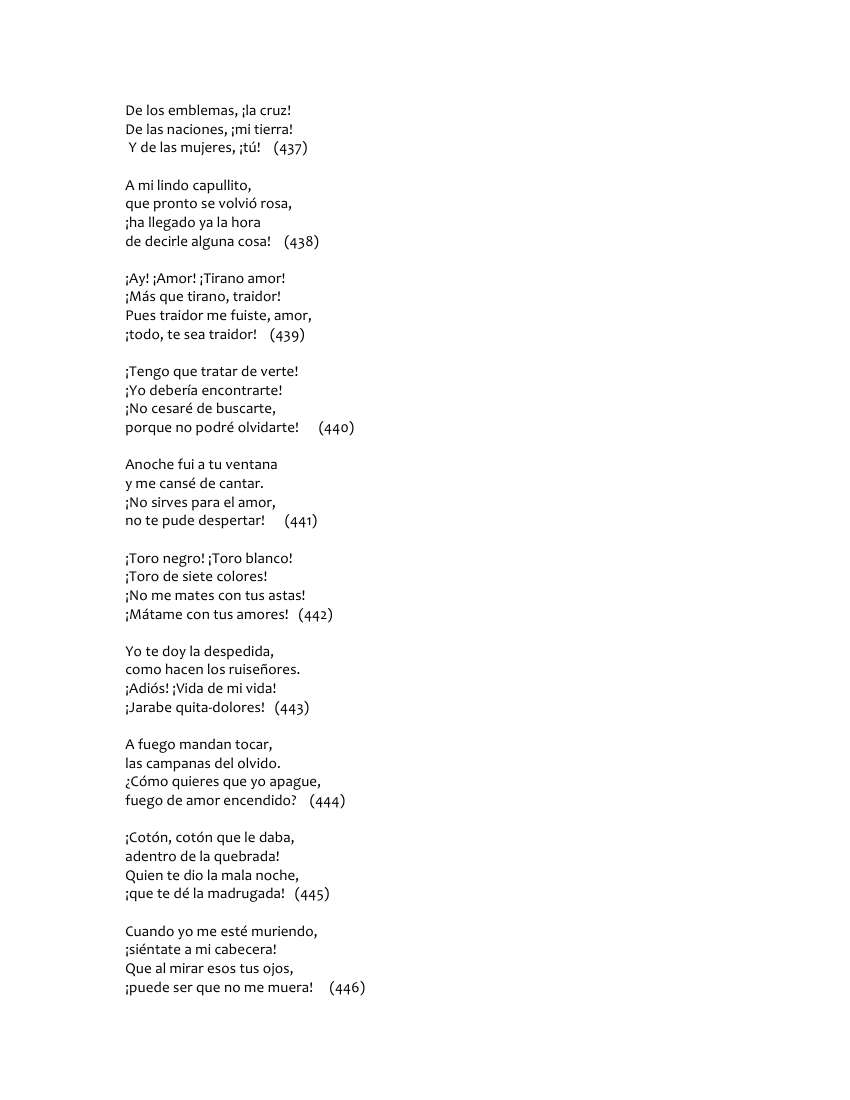 De los emblemas, ¡la cruz!
De las naciones, ¡mi tierra!
Y de las mujeres, ¡tú! (437)
A mi lindo capullito,
que pronto se volvió rosa,
¡ha llegado ya la hora
de decirle alguna cosa! (438)
¡Ay! ¡Amor! ¡Tirano amor!
¡Más que tirano, traidor!
Pues traidor me fuiste, amor,
¡todo, te sea traidor! (439)
¡Tengo que tratar de verte!
¡Yo debería encontrarte!
¡No cesaré de buscarte,
porque no podré olvidarte! (440)
Anoche fui a tu ventana
y me cansé de cantar.
¡No sirves para el amor,
no te pude despertar! (441)
¡Toro negro! ¡Toro blanco!
¡Toro de siete colores!
¡No me mates con tus astas!
¡Mátame con tus amores! (442)
Yo te doy la despedida,
como hacen los ruiseñores.
¡Adiós! ¡Vida de mi vida!
¡Jarabe quita-dolores! (443)
A fuego mandan tocar,
las campanas del olvido.
¿Cómo quieres que yo apague,
fuego de amor encendido? (444)
¡Cotón, cotón que le daba,
adentro de la quebrada!
Quien te dio la mala noche,
¡que te dé la madrugada! (445)
Cuando yo me esté muriendo,
¡siéntate a mi cabecera!
Que al mirar esos tus ojos,
¡puede ser que no me muera! (446)